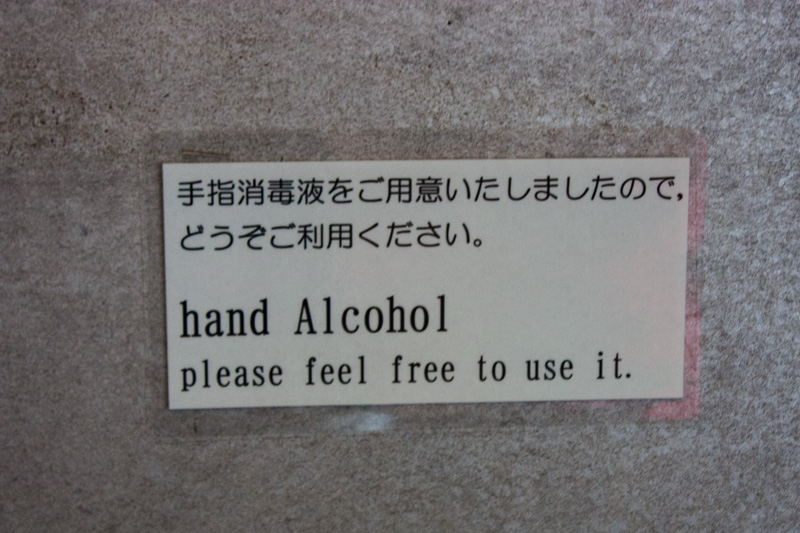 手指消毒液をご用意いたしましたので,
どうぞご利用ください。
hand Alcohol
please feel free to use it.